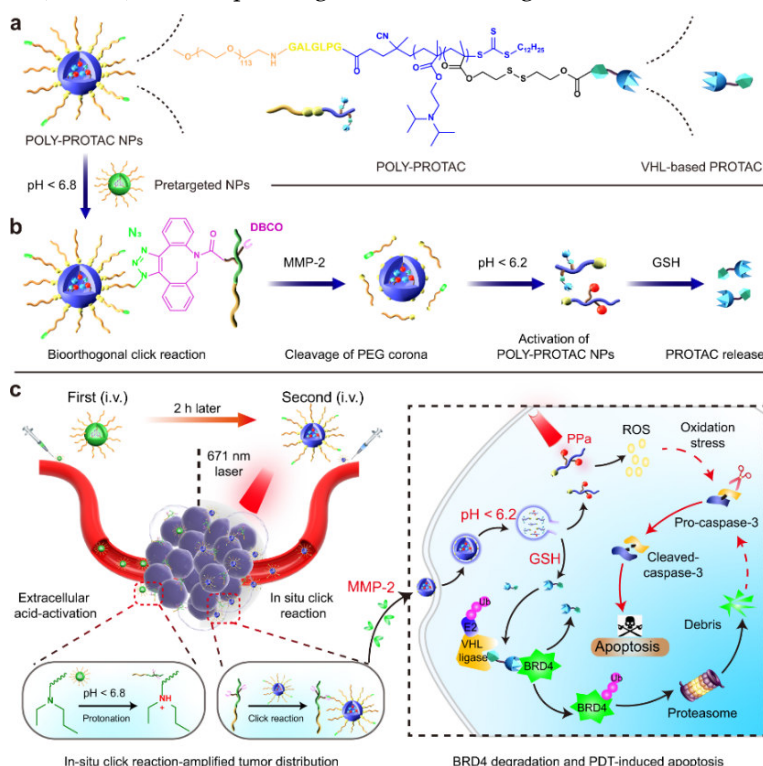 a
GALGLPG
CN
113
N
H
O
S
C12H25
POLY-PROTAC NPs
POLY-PROTAC
VHL-based PROTAC
pH < 6.8
Pretargeted NPs
b
N3
DBCO
MMP-2
pH < 6.2
GSH
Bioorthogonal click reaction
Cleavage of PEG corona
Activation of
POLY-PROTAC NPs
PROTAC release
c
First (i.v.)
2 h later
Second (i.v.)
671 nm
laser
Extracellular
acid-activation
In situ click
reaction
pH < 6.8
Protonation
N
NH
+
Click reaction
In-situ click reaction-amplified tumor distribution
MMP-2
PPa
ROS
Oxidation
stress
pH < 6.2
GSH
Pro-caspase-3
Cleaved-
caspase-3
Apoptosis
Debris
Ub
E2
VHL
ligase
BRD4
BRD4
Ub
Proteasome
BRD4 degradation and PDT-induced apoptosis